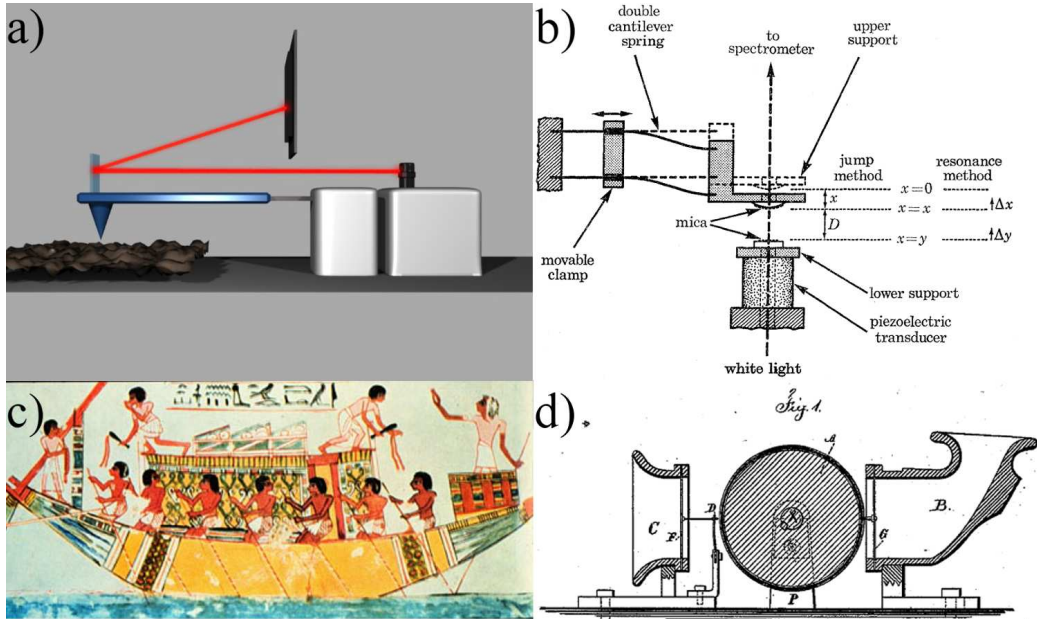 a)
b)
double
cantilever
spring
to
spectrometer
upper
support
jump
method
resonance
method
x=0
x
x=x
Δx
mica
D
x=y
Δy
movable
clamp
lower support
piezoelectric
transducer
white light
c)
d)
Fig. 1.
A
C
F
D
G
B.
P